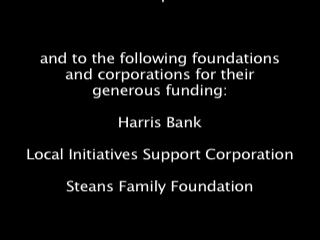 and to the following foundations
and corporations for their
generous funding:
Harris Bank
Local Initiatives Support Corporation
Steans Family Foundation